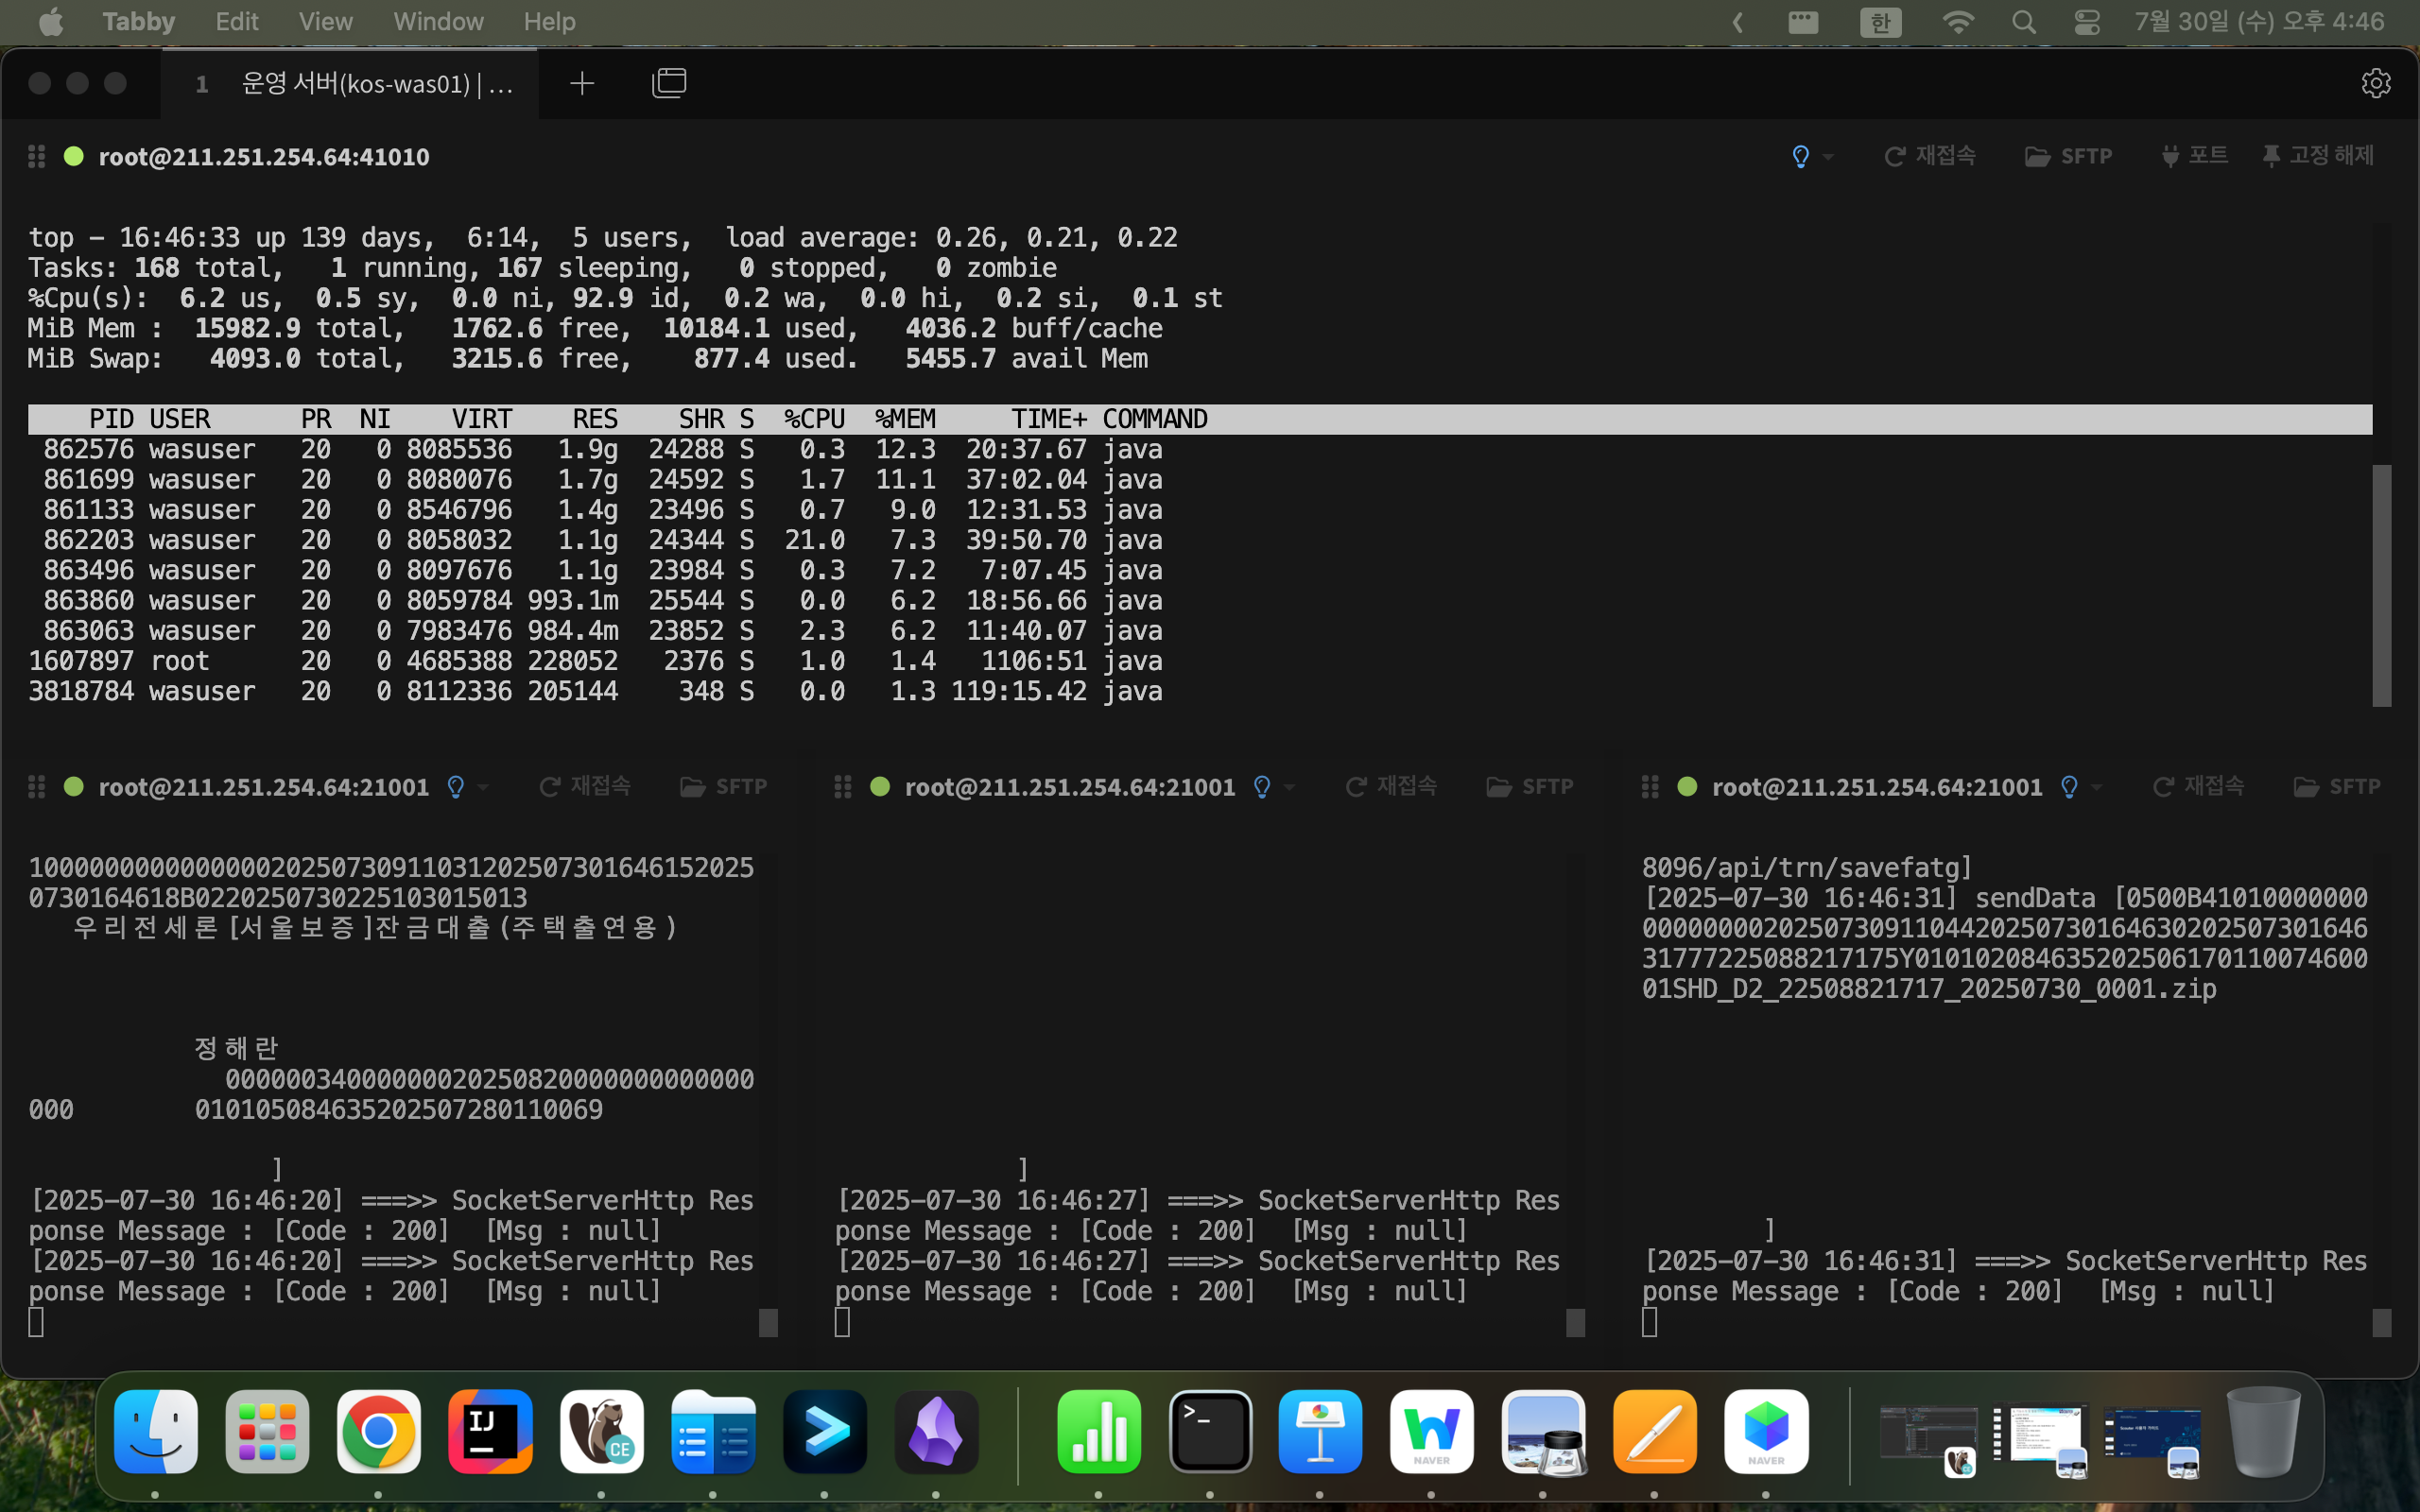 Tabby Edit View Window Help 한 7월 30일 (수) 오후 4:46
1 운영 서버(kos-was01) | ...
root@211.251.254.64:41010 재접속 SFTP 포트 고정 해제
top - 16:46:33 up 139 days, 6:14, 5 users, load average: 0.26, 0.21, 0.22
Tasks: 168 total, 1 running, 167 sleeping, 0 stopped, 0 zombie
%Cpu(s): 6.2 us, 0.5 sy, 0.0 ni, 92.9 id, 0.2 wa, 0.0 hi, 0.2 si, 0.1 st
MiB Mem : 15982.9 total, 1762.6 free, 10184.1 used, 4036.2 buff/cache
MiB Swap: 4093.0 total, 3215.6 free, 877.4 used. 5455.7 avail Mem
PID USER PR NI VIRT RES SHR S %CPU %MEM TIME+ COMMAND
862576 wasuser 20 0 8085536 1.9g 24288 S 0.3 12.3 20:37.67 java
861699 wasuser 20 0 8080076 1.7g 24592 S 1.7 11.1 37:02.04 java
861133 wasuser 20 0 8546796 1.4g 23496 S 0.7 9.0 12:31.53 java
862203 wasuser 20 0 8058032 1.1g 24344 S 21.0 7.3 39:50.70 java
863496 wasuser 20 0 8097676 1.1g 23984 S 0.3 7.2 7:07.45 java
863860 wasuser 20 0 8059784 993.1m 25544 S 0.0 6.2 18:56.66 java
863063 wasuser 20 0 7983476 984.4m 23852 S 2.3 6.2 11:40.07 java
1607897 root 20 0 4685388 228052 2376 S 1.0 1.4 1106:51 java
3818784 wasuser 20 0 8112336 205144 348 S 0.0 1.3 119:15.42 java
root@211.251.254.64:21001 재접속 SFTP
100000000000000020250730911031202507301646152025
0730164618B0220250730225103015013
우리전세론 [서울보증]잔금대출(주택출연용)
정해란
00000034000000020250820000000000000
000 010105084635202507280110069
]
[2025-07-30 16:46:20] ===>> SocketServerHttp Res
ponse Message : [Code : 200] [Msg : null]
[2025-07-30 16:46:20] ===>> SocketServerHttp Res
ponse Message : [Code : 200] [Msg : null]
root@211.251.254.64:21001 재접속 SFTP
]
[2025-07-30 16:46:27] ===>> SocketServerHttp Res
ponse Message : [Code : 200] [Msg : null]
[2025-07-30 16:46:27] ===>> SocketServerHttp Res
ponse Message : [Code : 200] [Msg : null]
root@211.251.254.64:21001 재접속 SFTP
8096/api/trn/savefatg]
[2025-07-30 16:46:31] sendData [0500B41010000000
000000002025073091104420250730164630202507301646
31777225088217175Y010102084635202506170110074600
01SHD_D2_22508821717_20250730_0001.zip
]
[2025-07-30 16:46:31] ===>> SocketServerHttp Res
ponse Message : [Code : 200] [Msg : null]
IJ CE >_ NAVER NAVER